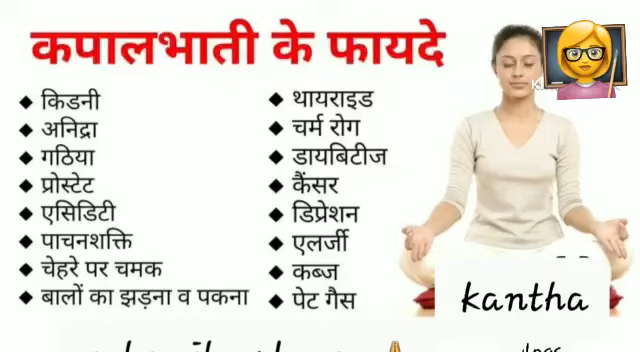 कपालभाती के फायदे
किडनी
अनिद्रा
गठिया
प्रोस्टेट
एसिडिटी
पाचनशक्ति
चेहरे पर चमक
बालों का झड़ना व पकना
थायराइड
चर्म रोग
डायबिटीज
कैंसर
डिप्रेशन
एलर्जी
कब्ज
पेट गैस
kantha